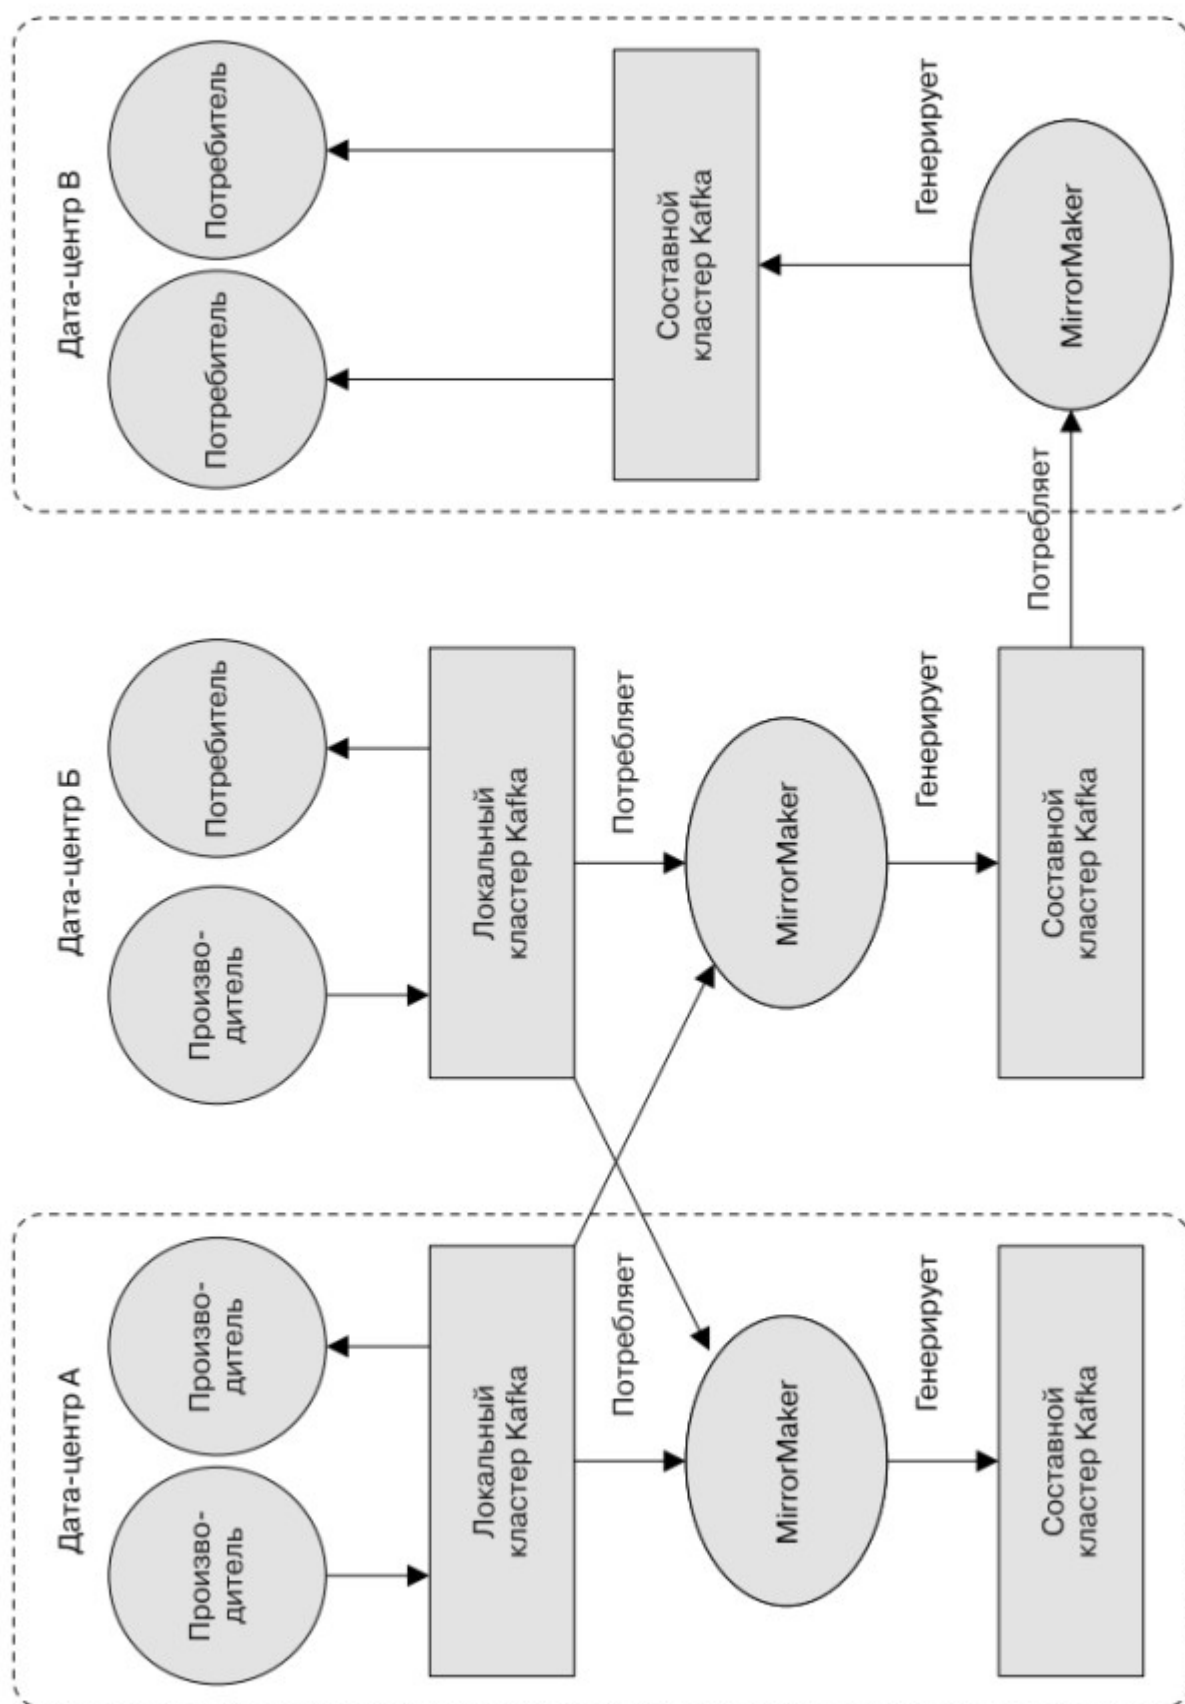 Дата-центр А
Произво-
дитель
Произво-
дитель
Локальный
кластер Kafka
Потребляет
MirrorMaker
Генерирует
Составной
кластер Kafka
Дата-центр Б
Произво-
дитель
Потребитель
Локальный
кластер Kafka
Потребляет
MirrorMaker
Генерирует
Составной
кластер Kafka
Потребляет
Дата-центр В
Потребитель
Потребитель
Составной
кластер Kafka
Генерирует
MirrorMaker